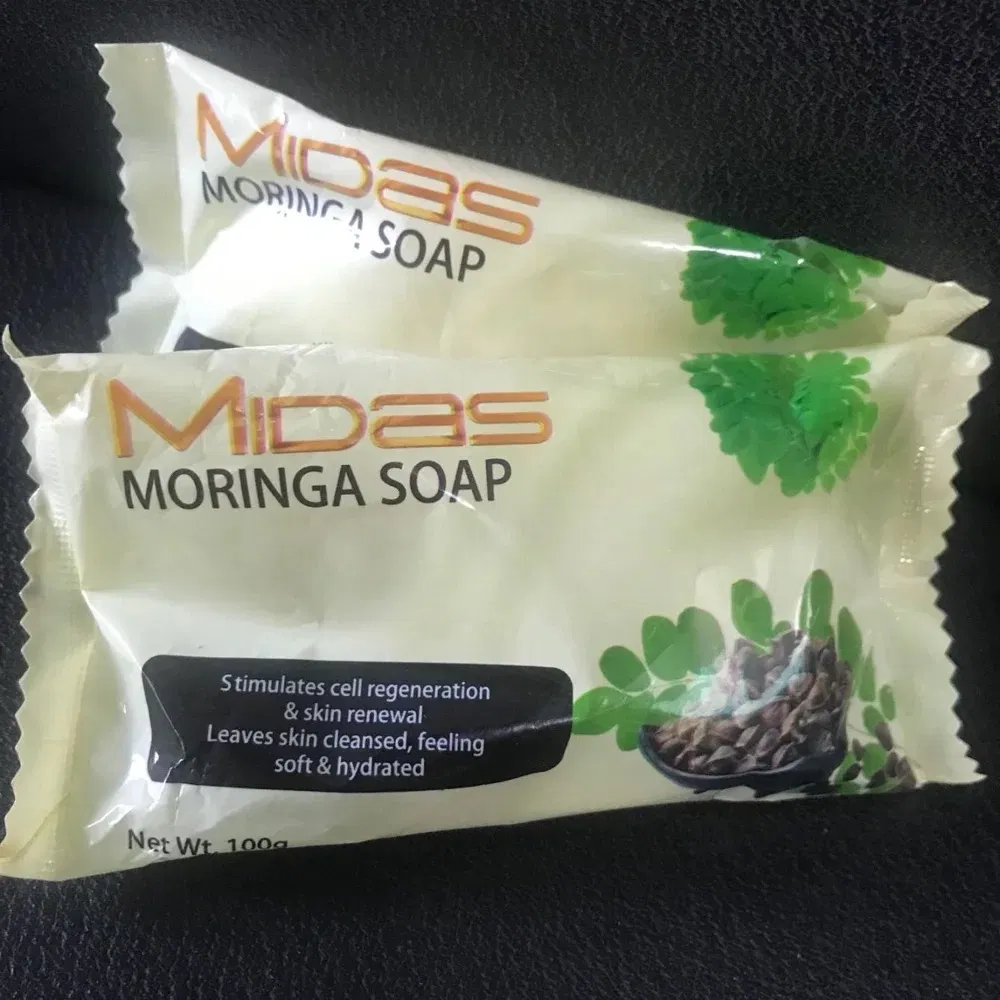 MIDAS
MORINGA SOAP
MIDAS
MORINGA SOAP
Stimulates cell regeneration
& skin renewal
Leaves skin cleansed, feeling
soft & hydrated
Net Wt. 100g